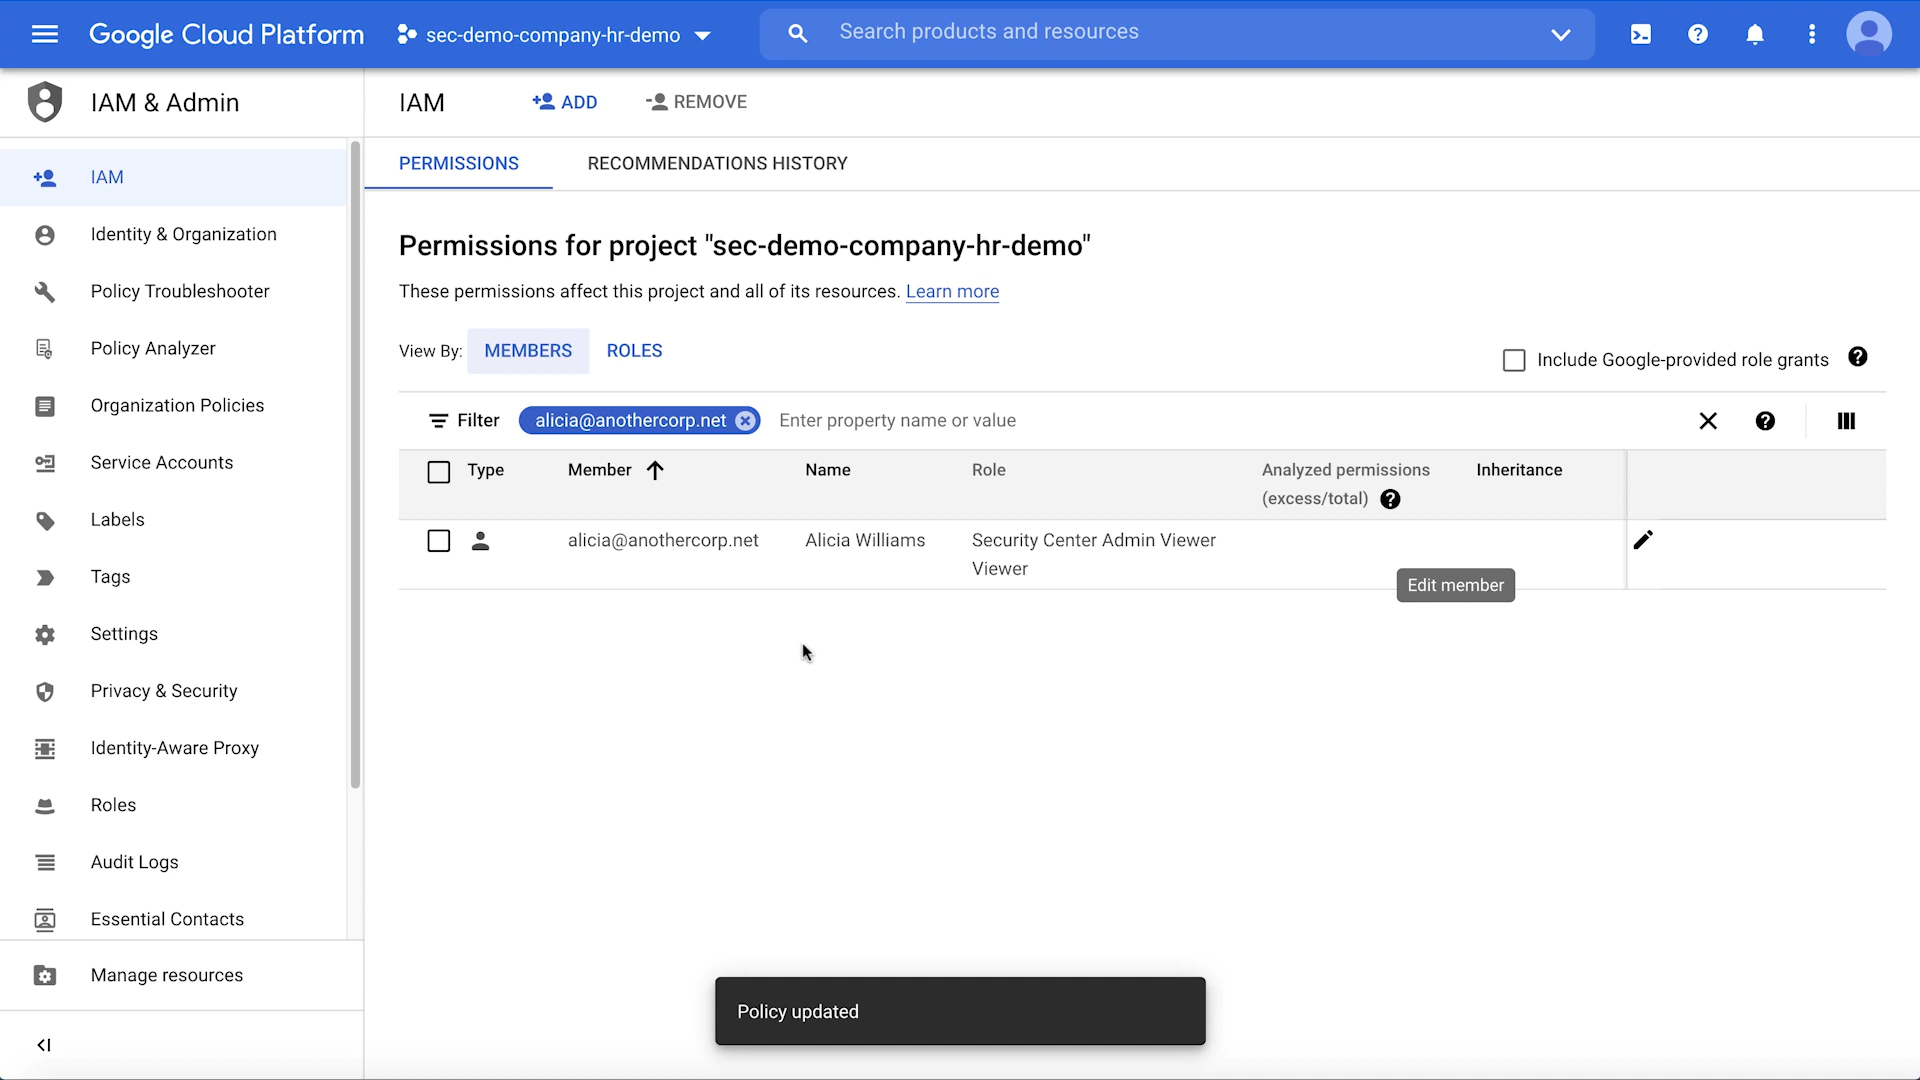 Google Cloud Platform
sec-demo-company-hr-demo
Search products and resources
IAM & Admin
IAM
ADD
REMOVE
IAM
Identity & Organization
Policy Troubleshooter
Policy Analyzer
Organization Policies
Service Accounts
Labels
Tags
Settings
Privacy & Security
Identity-Aware Proxy
Roles
Audit Logs
Essential Contacts
Manage resources
PERMISSIONS
RECOMMENDATIONS HISTORY
Permissions for project "sec-demo-company-hr-demo"
These permissions affect this project and all of its resources. Learn more
View By: MEMBERS ROLES
Include Google-provided role grants
Filter alicia@anothercorp.net Enter property name or value
Type Member Name Role Analyzed permissions Inheritance
(excess/total)
alicia@anothercorp.net Alicia Williams Security Center Admin Viewer
Viewer
Edit member
Policy updated